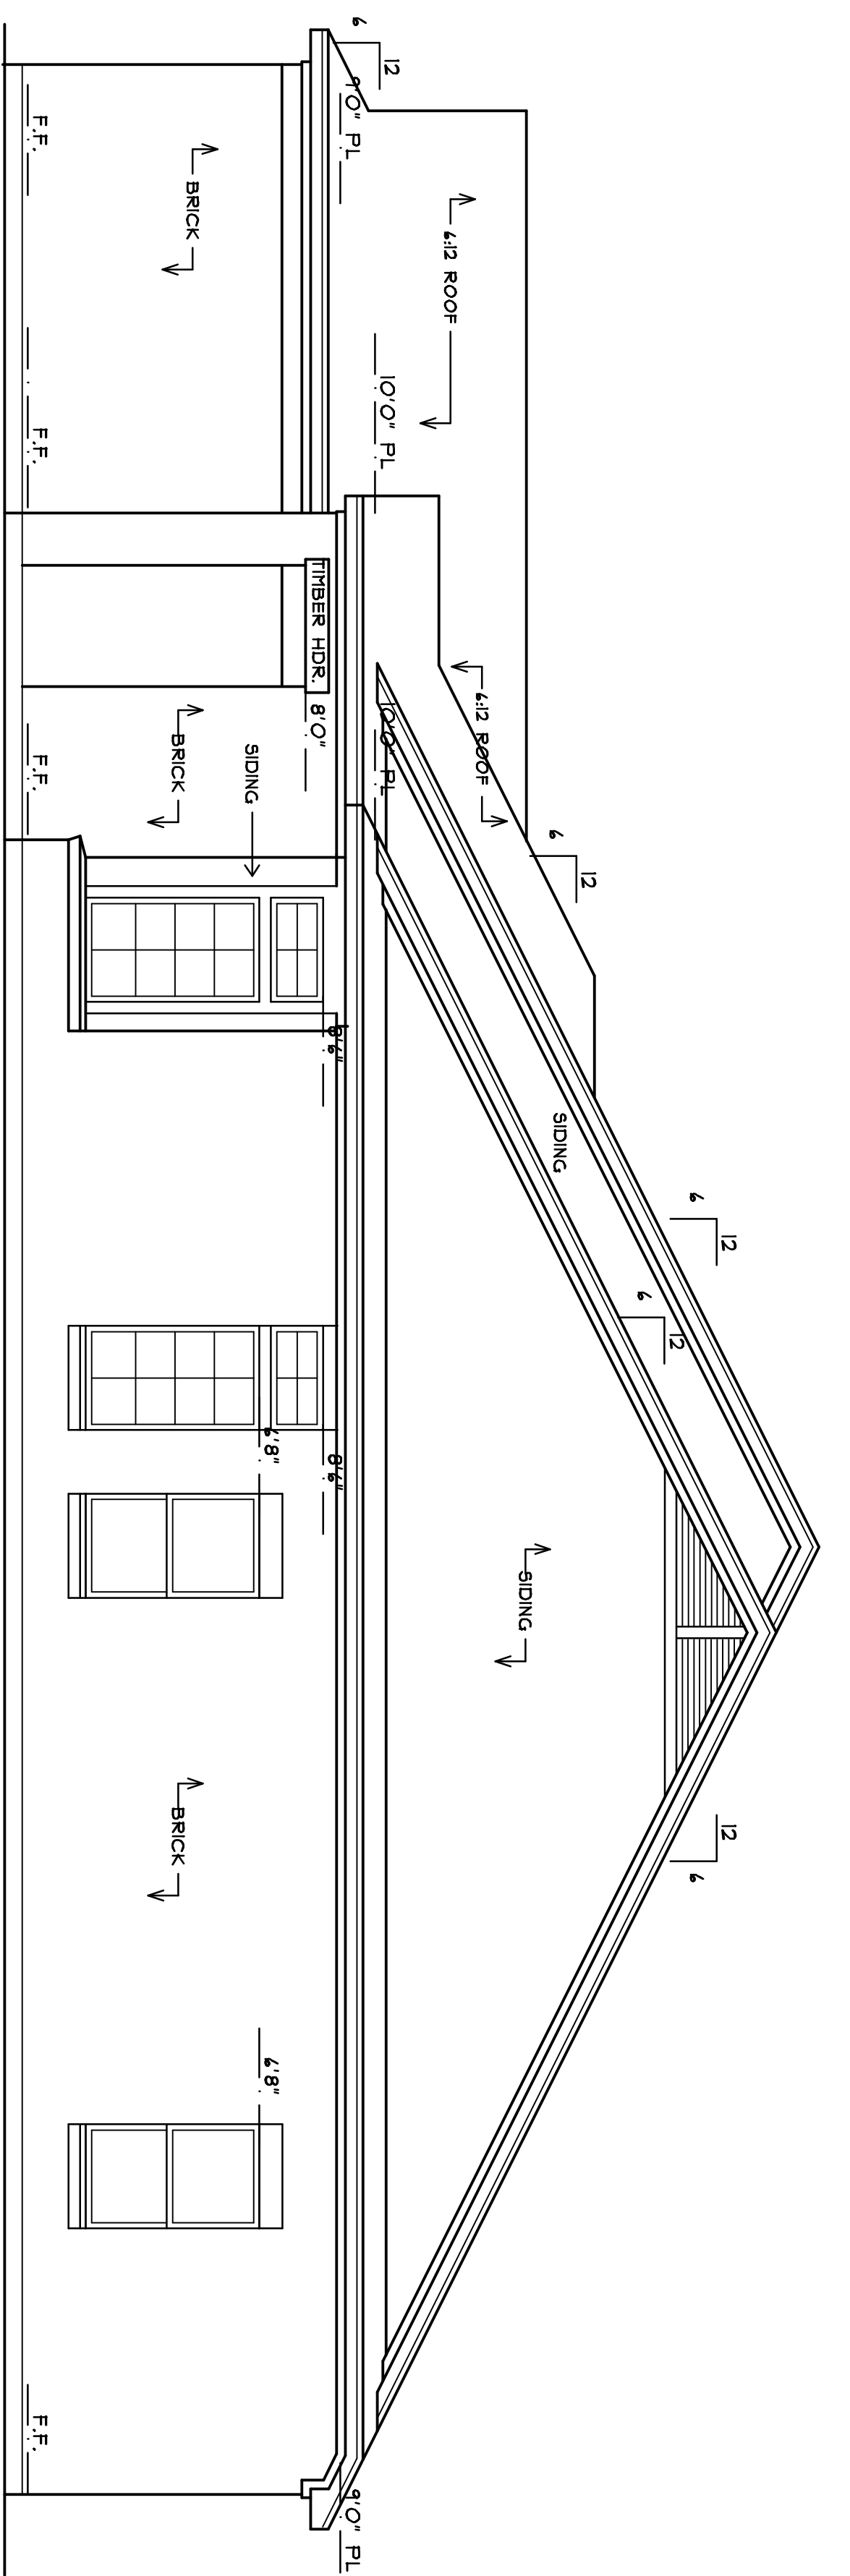 6
12
9'0" PL
F.F.
BRICK
6:12 ROOF
10'0" PL
F.F.
TIMBER HDR.
8'0"
6:12 ROOF
10'0" PL
BRICK
SIDING
F.F.
6
12
8'6"
SIDING
6
12
6
12
6'8"
8'6"
SIDING
BRICK
12
6
6'8"
F.F.
9'0" PL